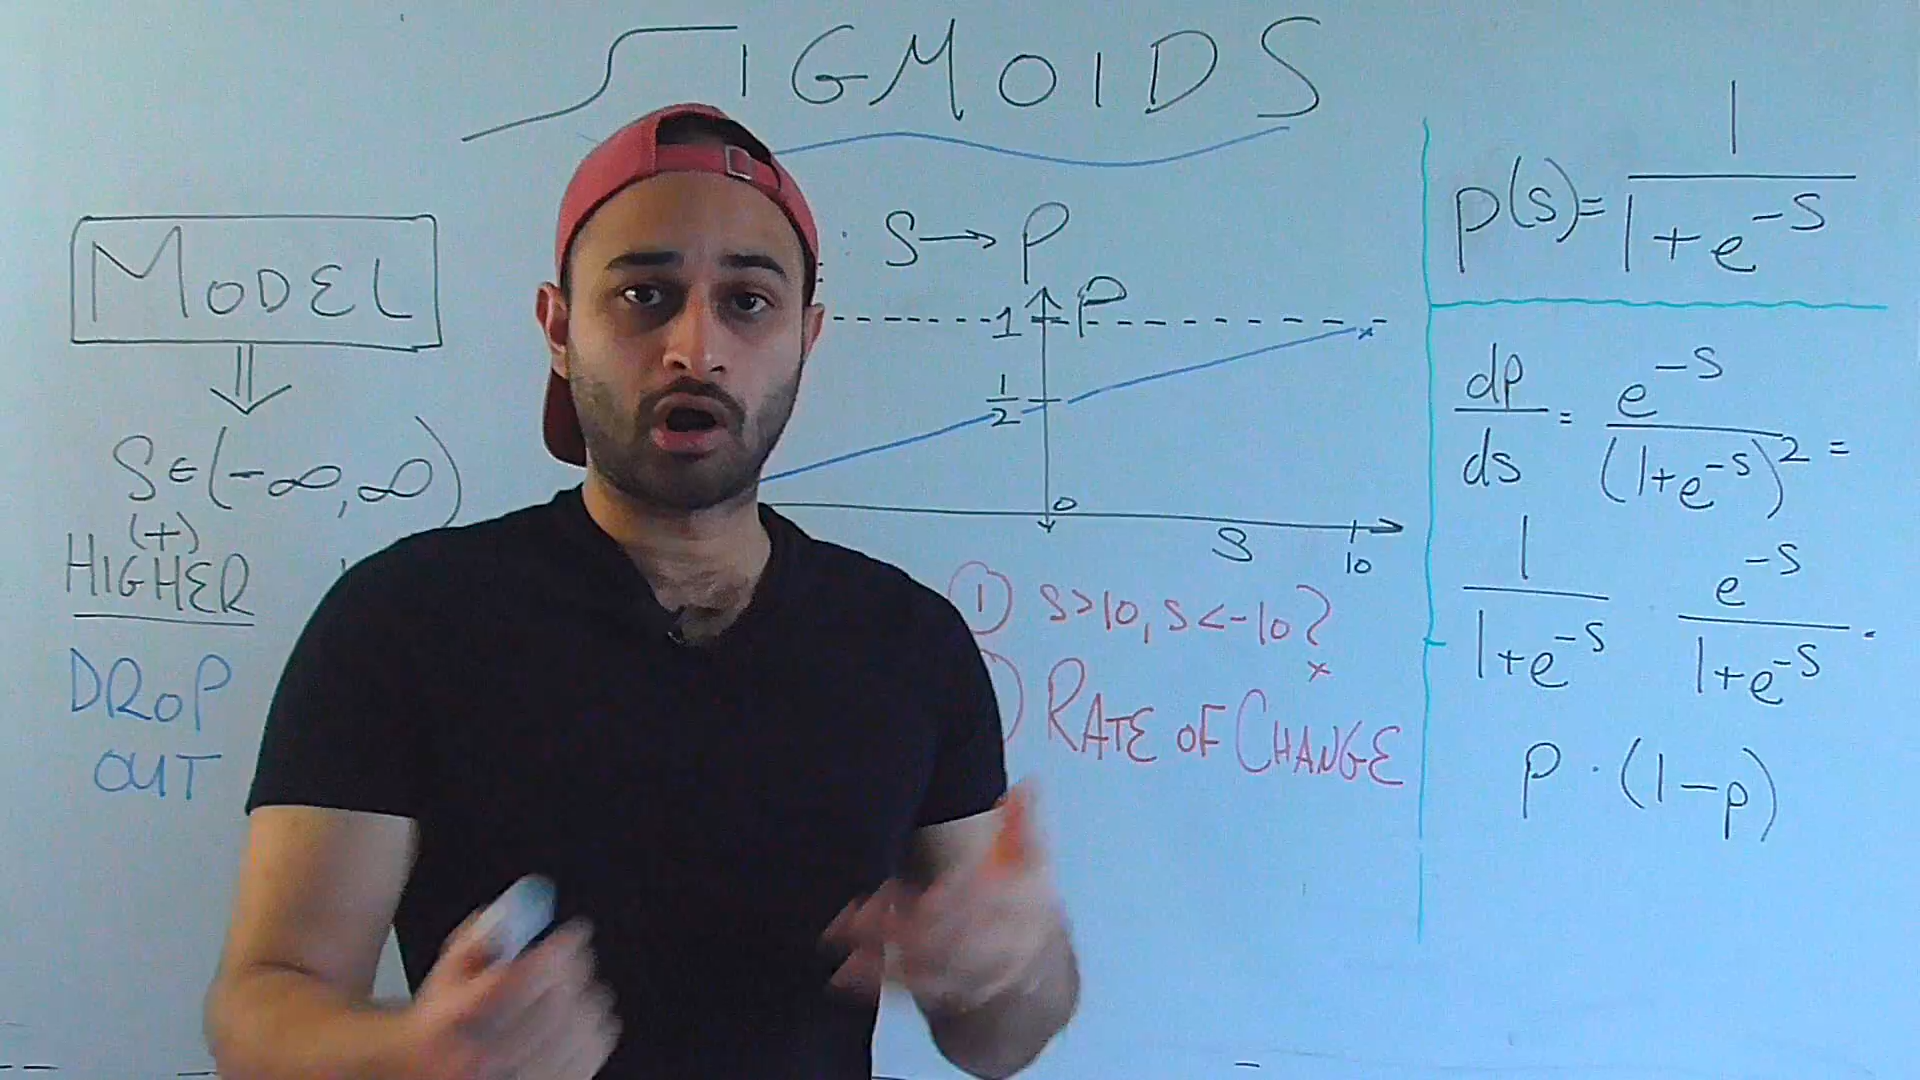 SIGMOIDS
MODEL
S∈(-∞,∞)
(+)
HIGHER
DROP
OUT
: S→P
P
1
1/2
0
S
10
① s>10, s<-10?
x
RATE OF CHANGE
p(s)=1/(1+e^-s)
dp/ds = e^-s/(1+e^-s)^2 =
1/(1+e^-s) · e^-s/(1+e^-s)
p·(1-p)